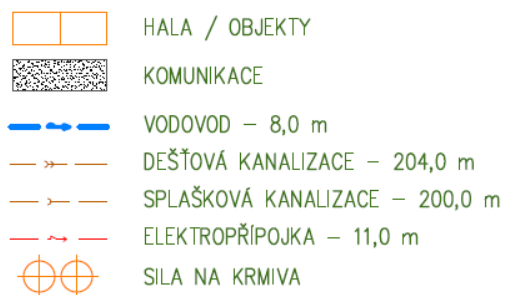 HALA / OBJEKTY
KOMUNIKACE
VODOVOD – 8,0 m
DEŠŤOVÁ KANALIZACE – 204,0 m
SPLAŠKOVÁ KANALIZACE – 200,0 m
ELEKTROPŘÍPOJKA – 11,0 m
SILA NA KRMIVA